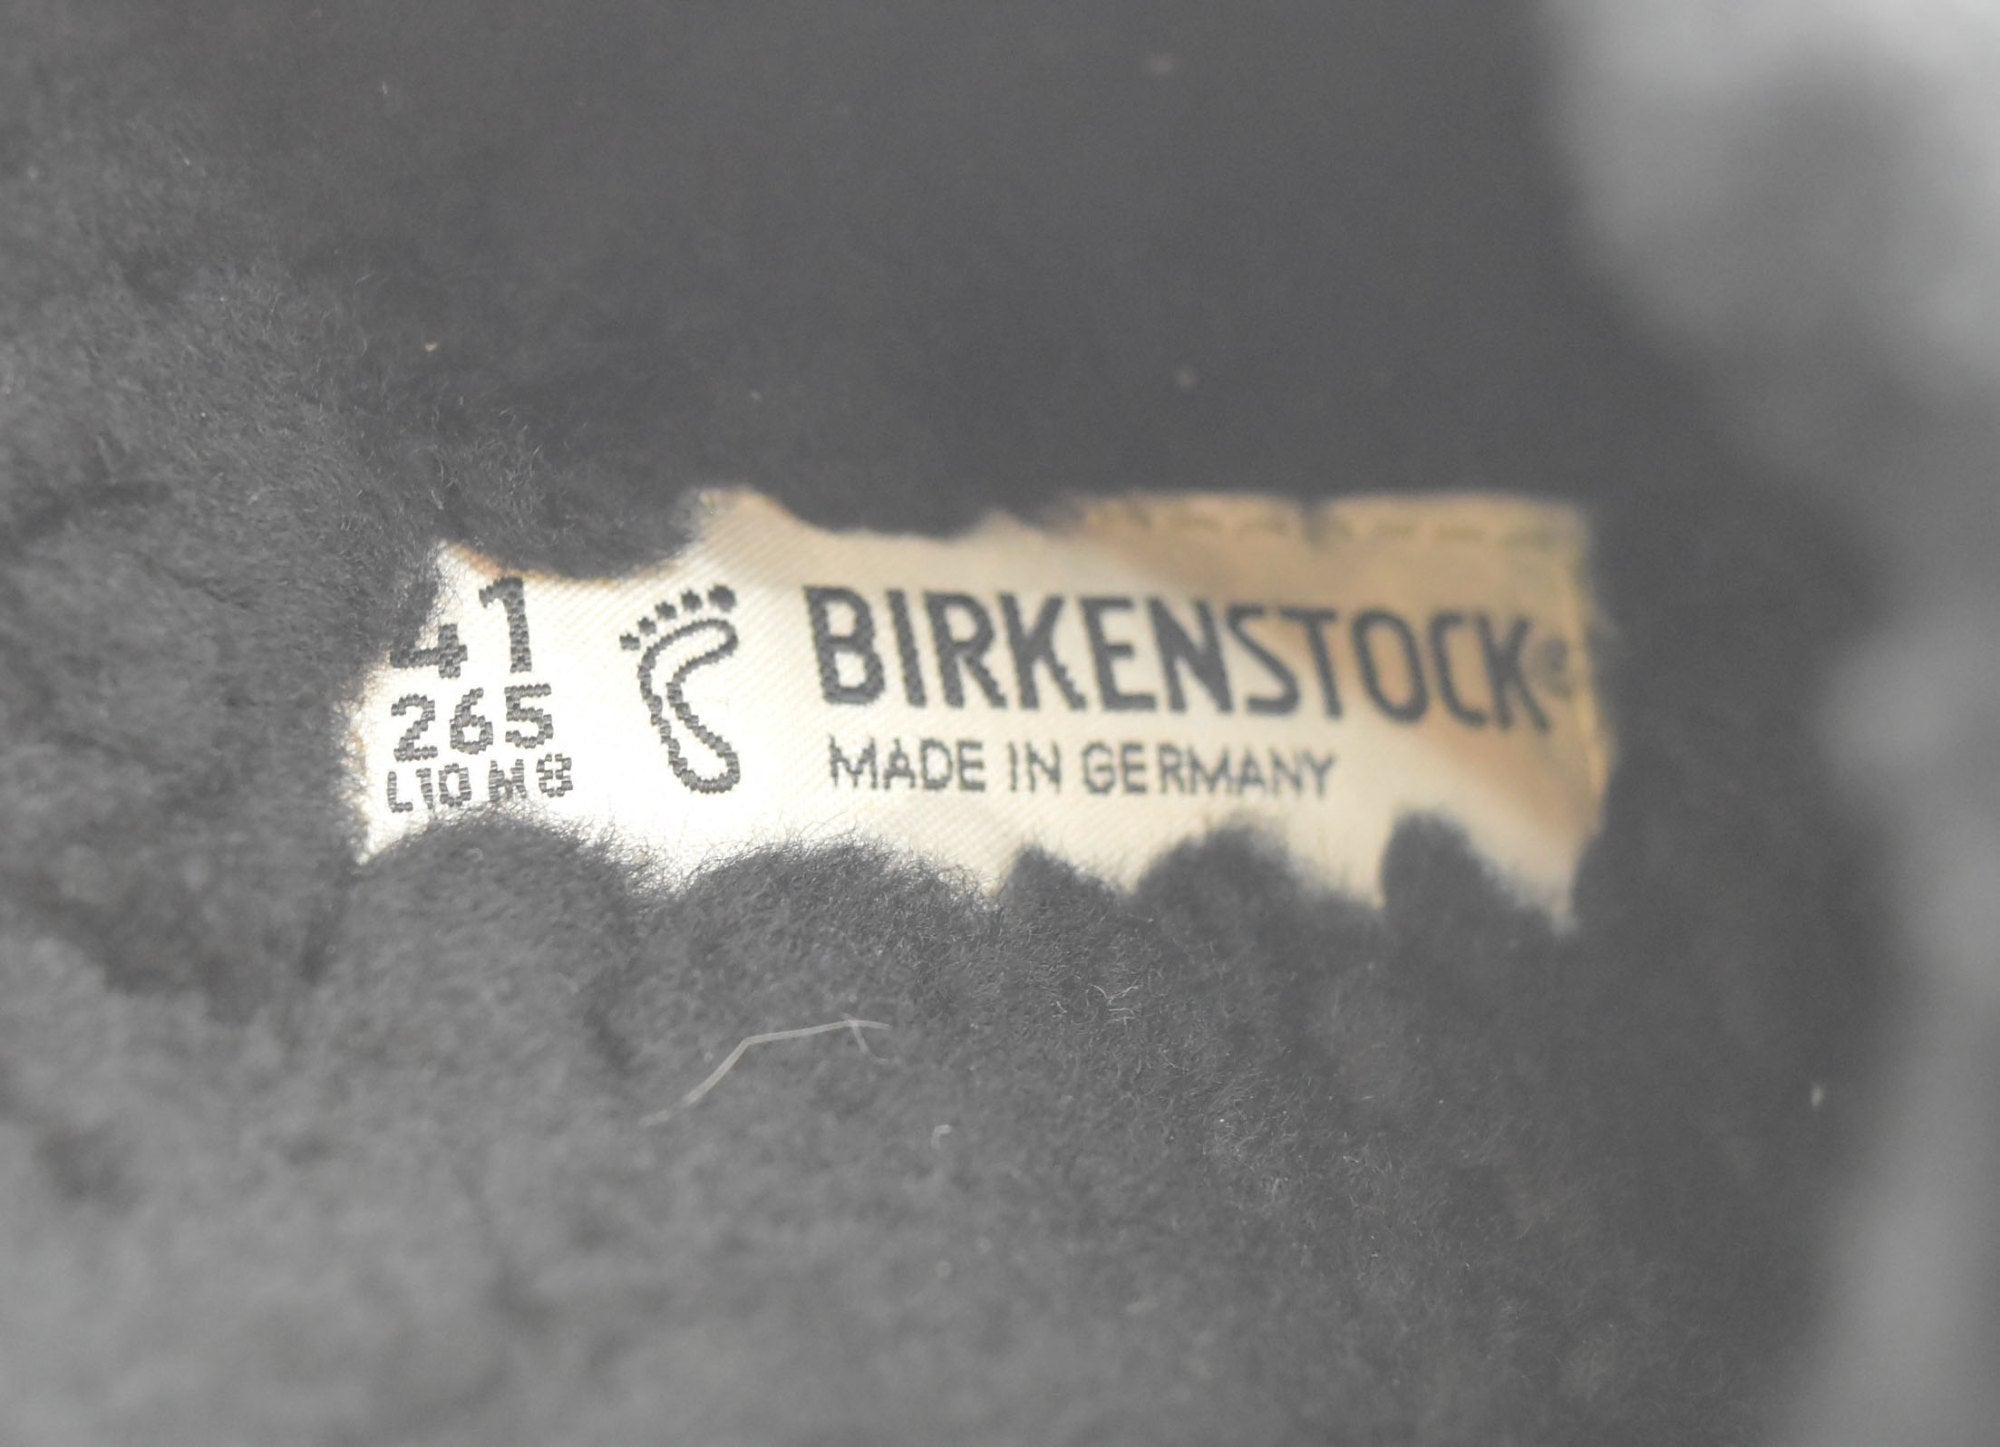 41
265
L10 M8
BIRKENSTOCK®
MADE IN GERMANY